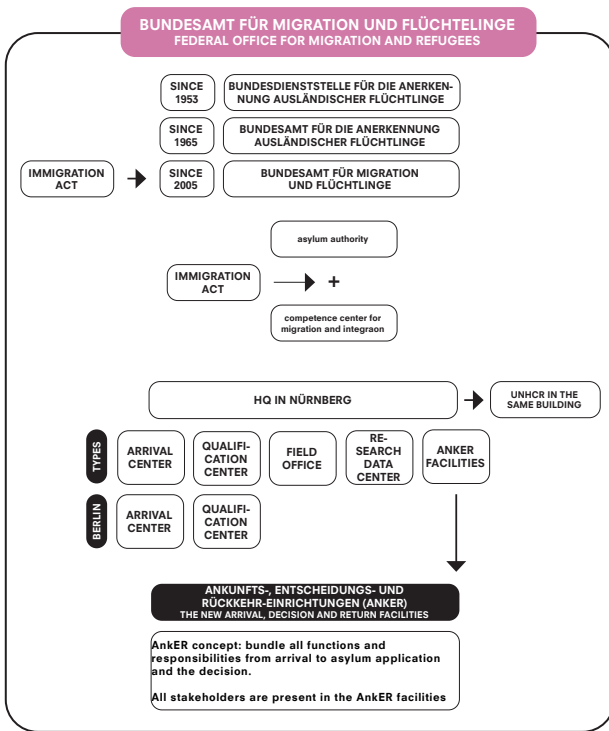 BUNDESAMT FÜR MIGRATION UND FLÜCHTELINGE
FEDERAL OFFICE FOR MIGRATION AND REFUGEES
SINCE
1953
BUNDESDIENSTSTELLE FÜR DIE ANERKEN-
NUNG AUSLÄNDISCHER FLÜCHTLINGE
SINCE
1965
BUNDESAMT FÜR DIE ANERKENNUNG
AUSLÄNDISCHER FLÜCHTLINGE
IMMIGRATION
ACT
SINCE
2005
BUNDESAMT FÜR MIGRATION
UND FLÜCHTLINGE
asylum authority
IMMIGRATION
ACT
+
competence center for
migration and integraon
HQ IN NÜRNBERG
UNHCR IN THE
SAME BUILDING
TYPES
ARRIVAL
CENTER
QUALIFI-
CATION
CENTER
FIELD
OFFICE
RE-
SEARCH
DATA
CENTER
ANKER
FACILITIES
BERLIN
ARRIVAL
CENTER
QUALIFI-
CATION
CENTER
ANKUNFTS-, ENTSCHEIDUNGS- UND
RÜCKKEHR-EINRICHTUNGEN (ANKER)
THE NEW ARRIVAL, DECISION AND RETURN FACILITIES
AnkER concept: bundle all functions and
responsibilities from arrival to asylum application
and the decision.
All stakeholders are present in the AnkER facilities